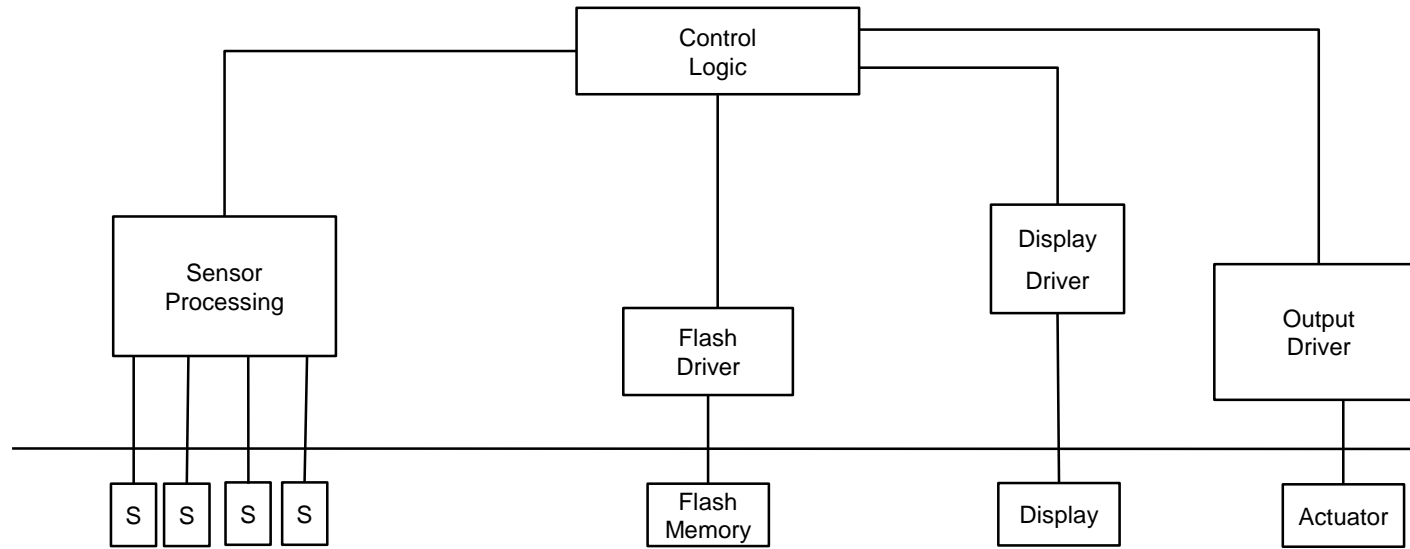 Control
Logic
Sensor
Processing
Display
Driver
Flash
Driver
Output
Driver
S
S
S
S
Flash
Memory
Display
Actuator